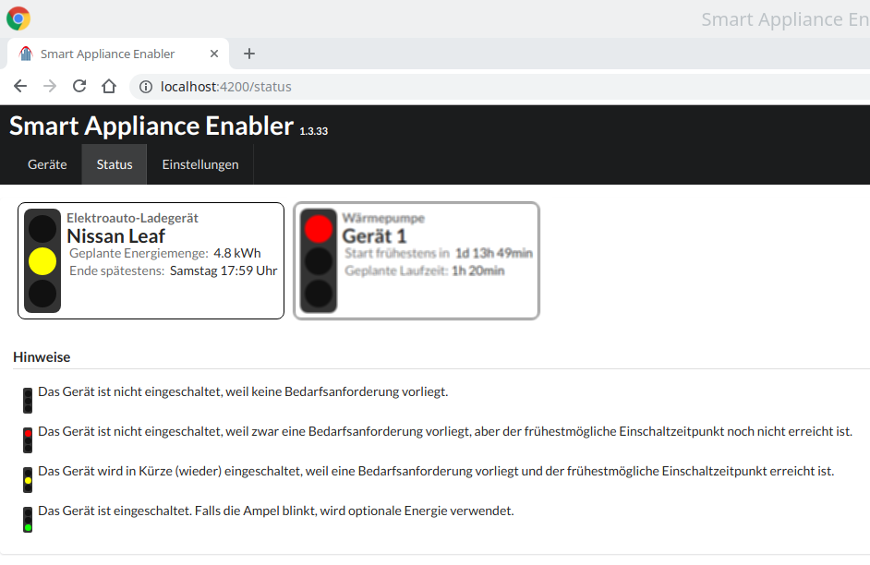 Smart Appliance En
Smart Appliance Enabler
localhost:4200/status
Smart Appliance Enabler 1.3.33
Geräte Status Einstellungen
Elektroauto-Ladegerät
Nissan Leaf
Geplante Energiemenge: 4.8 kWh
Ende spätestens: Samstag 17:59 Uhr
Wärmepumpe
Gerät 1
Start frühestens in 1d 13h 49min
Geplante Laufzeit: 1h 20min
Hinweise
Das Gerät ist nicht eingeschaltet, weil keine Bedarfsanforderung vorliegt.
Das Gerät ist nicht eingeschaltet, weil zwar eine Bedarfsanforderung vorliegt, aber der frühestmögliche Einschaltzeitpunkt noch nicht erreicht ist.
Das Gerät wird in Kürze (wieder) eingeschaltet, weil eine Bedarfsanforderung vorliegt und der frühestmögliche Einschaltzeitpunkt erreicht ist.
Das Gerät ist eingeschaltet. Falls die Ampel blinkt, wird optionale Energie verwendet.